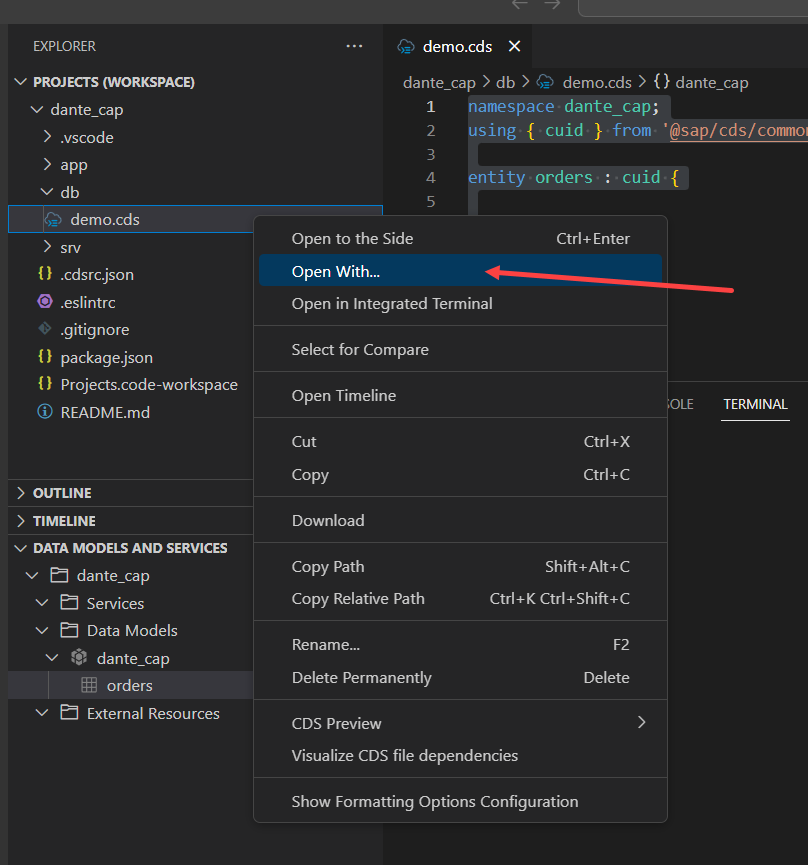 EXPLORER
PROJECTS (WORKSPACE)
dante_cap
.vscode
app
db
demo.cds
srv
.cdsrc.json
.eslintrc
.gitignore
package.json
Projects.code-workspace
README.md
OUTLINE
TIMELINE
DATA MODELS AND SERVICES
dante_cap
Services
Data Models
dante_cap
orders
External Resources
demo.cds
dante_cap > db > demo.cds > {} dante_cap
1 namespace dante_cap;
2 using { cuid } from '@sap/cds/common
3
4 entity orders : cuid {
5
TERMINAL
Open to the Side Ctrl+Enter
Open With...
Open in Integrated Terminal
Select for Compare
Open Timeline
Cut Ctrl+X
Copy Ctrl+C
Download
Copy Path Shift+Alt+C
Copy Relative Path Ctrl+K Ctrl+Shift+C
Rename... F2
Delete Permanently Delete
CDS Preview
Visualize CDS file dependencies
Show Formatting Options Configuration